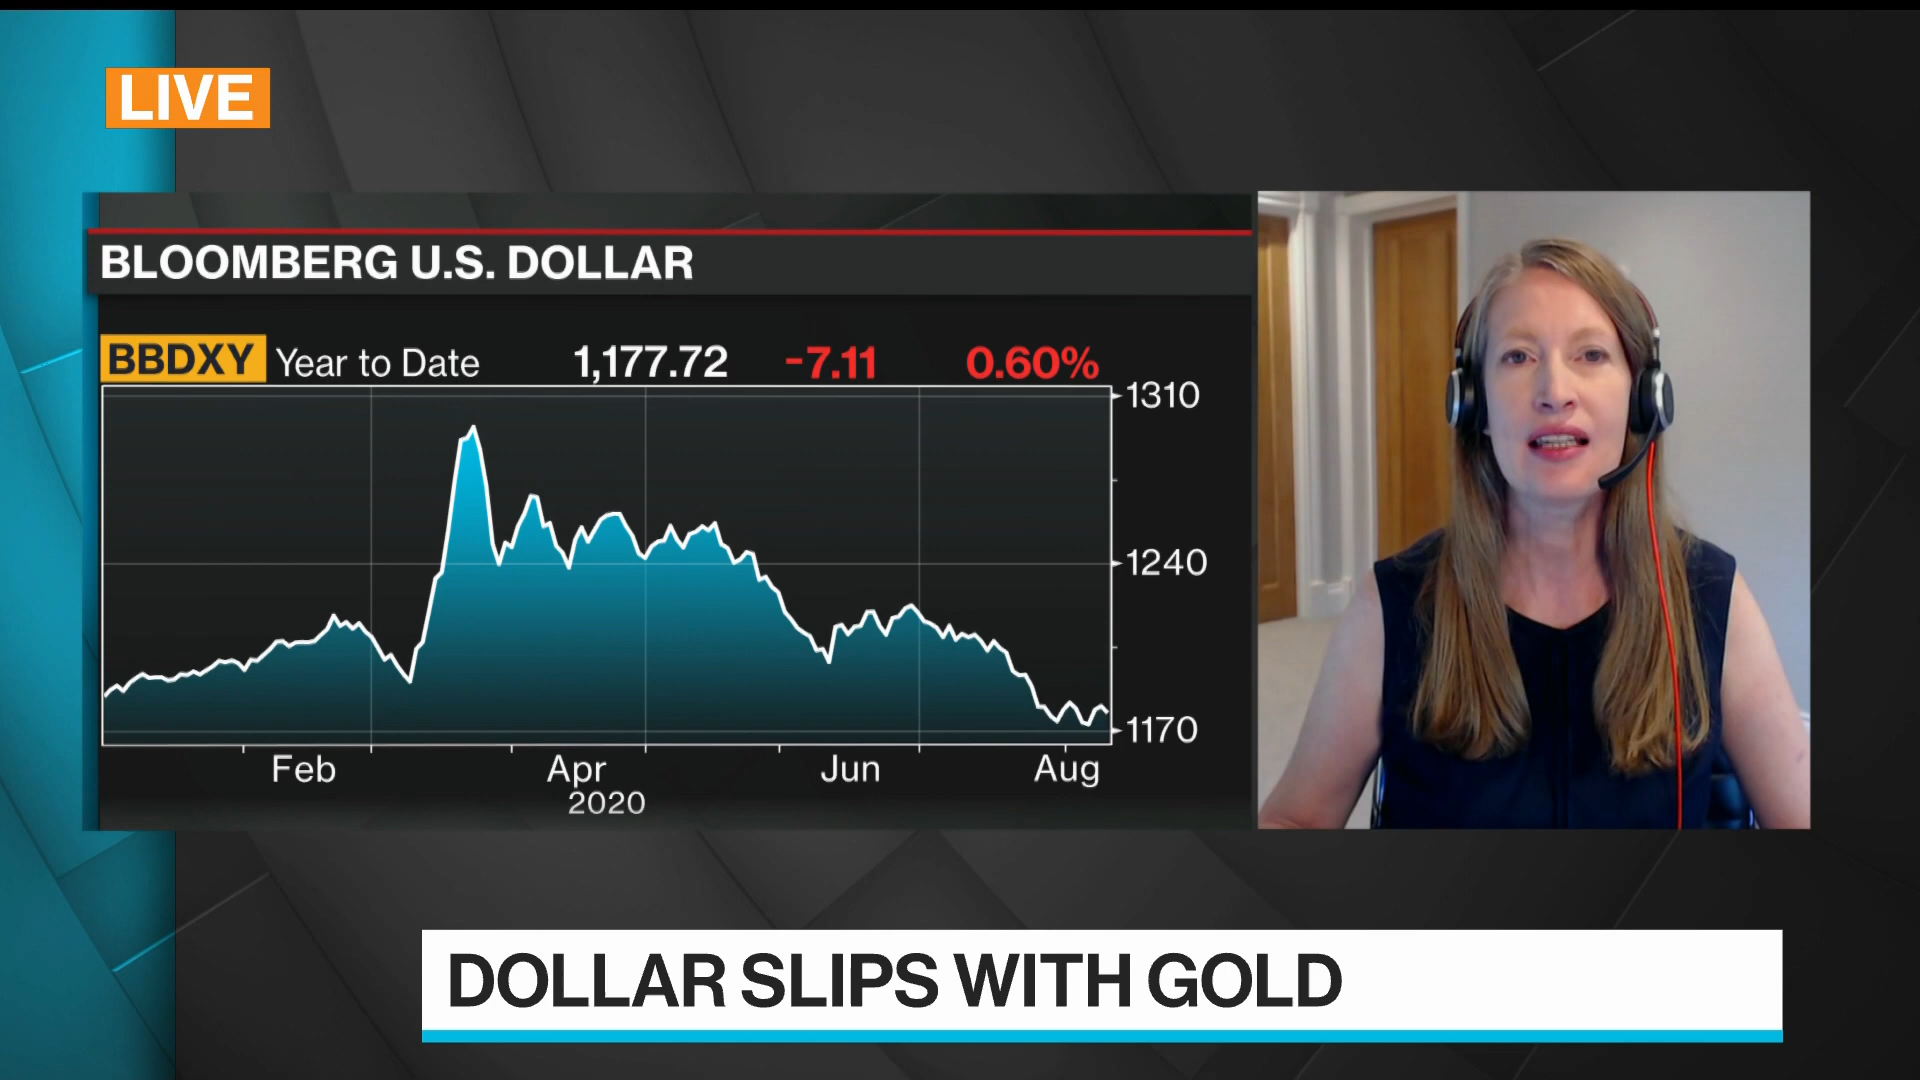 LIVE
BLOOMBERG U.S. DOLLAR
BBDXY Year to Date 1,177.72 -7.11 0.60%
1310
1240
1170
Feb Apr Jun Aug
2020
DOLLAR SLIPS WITH GOLD